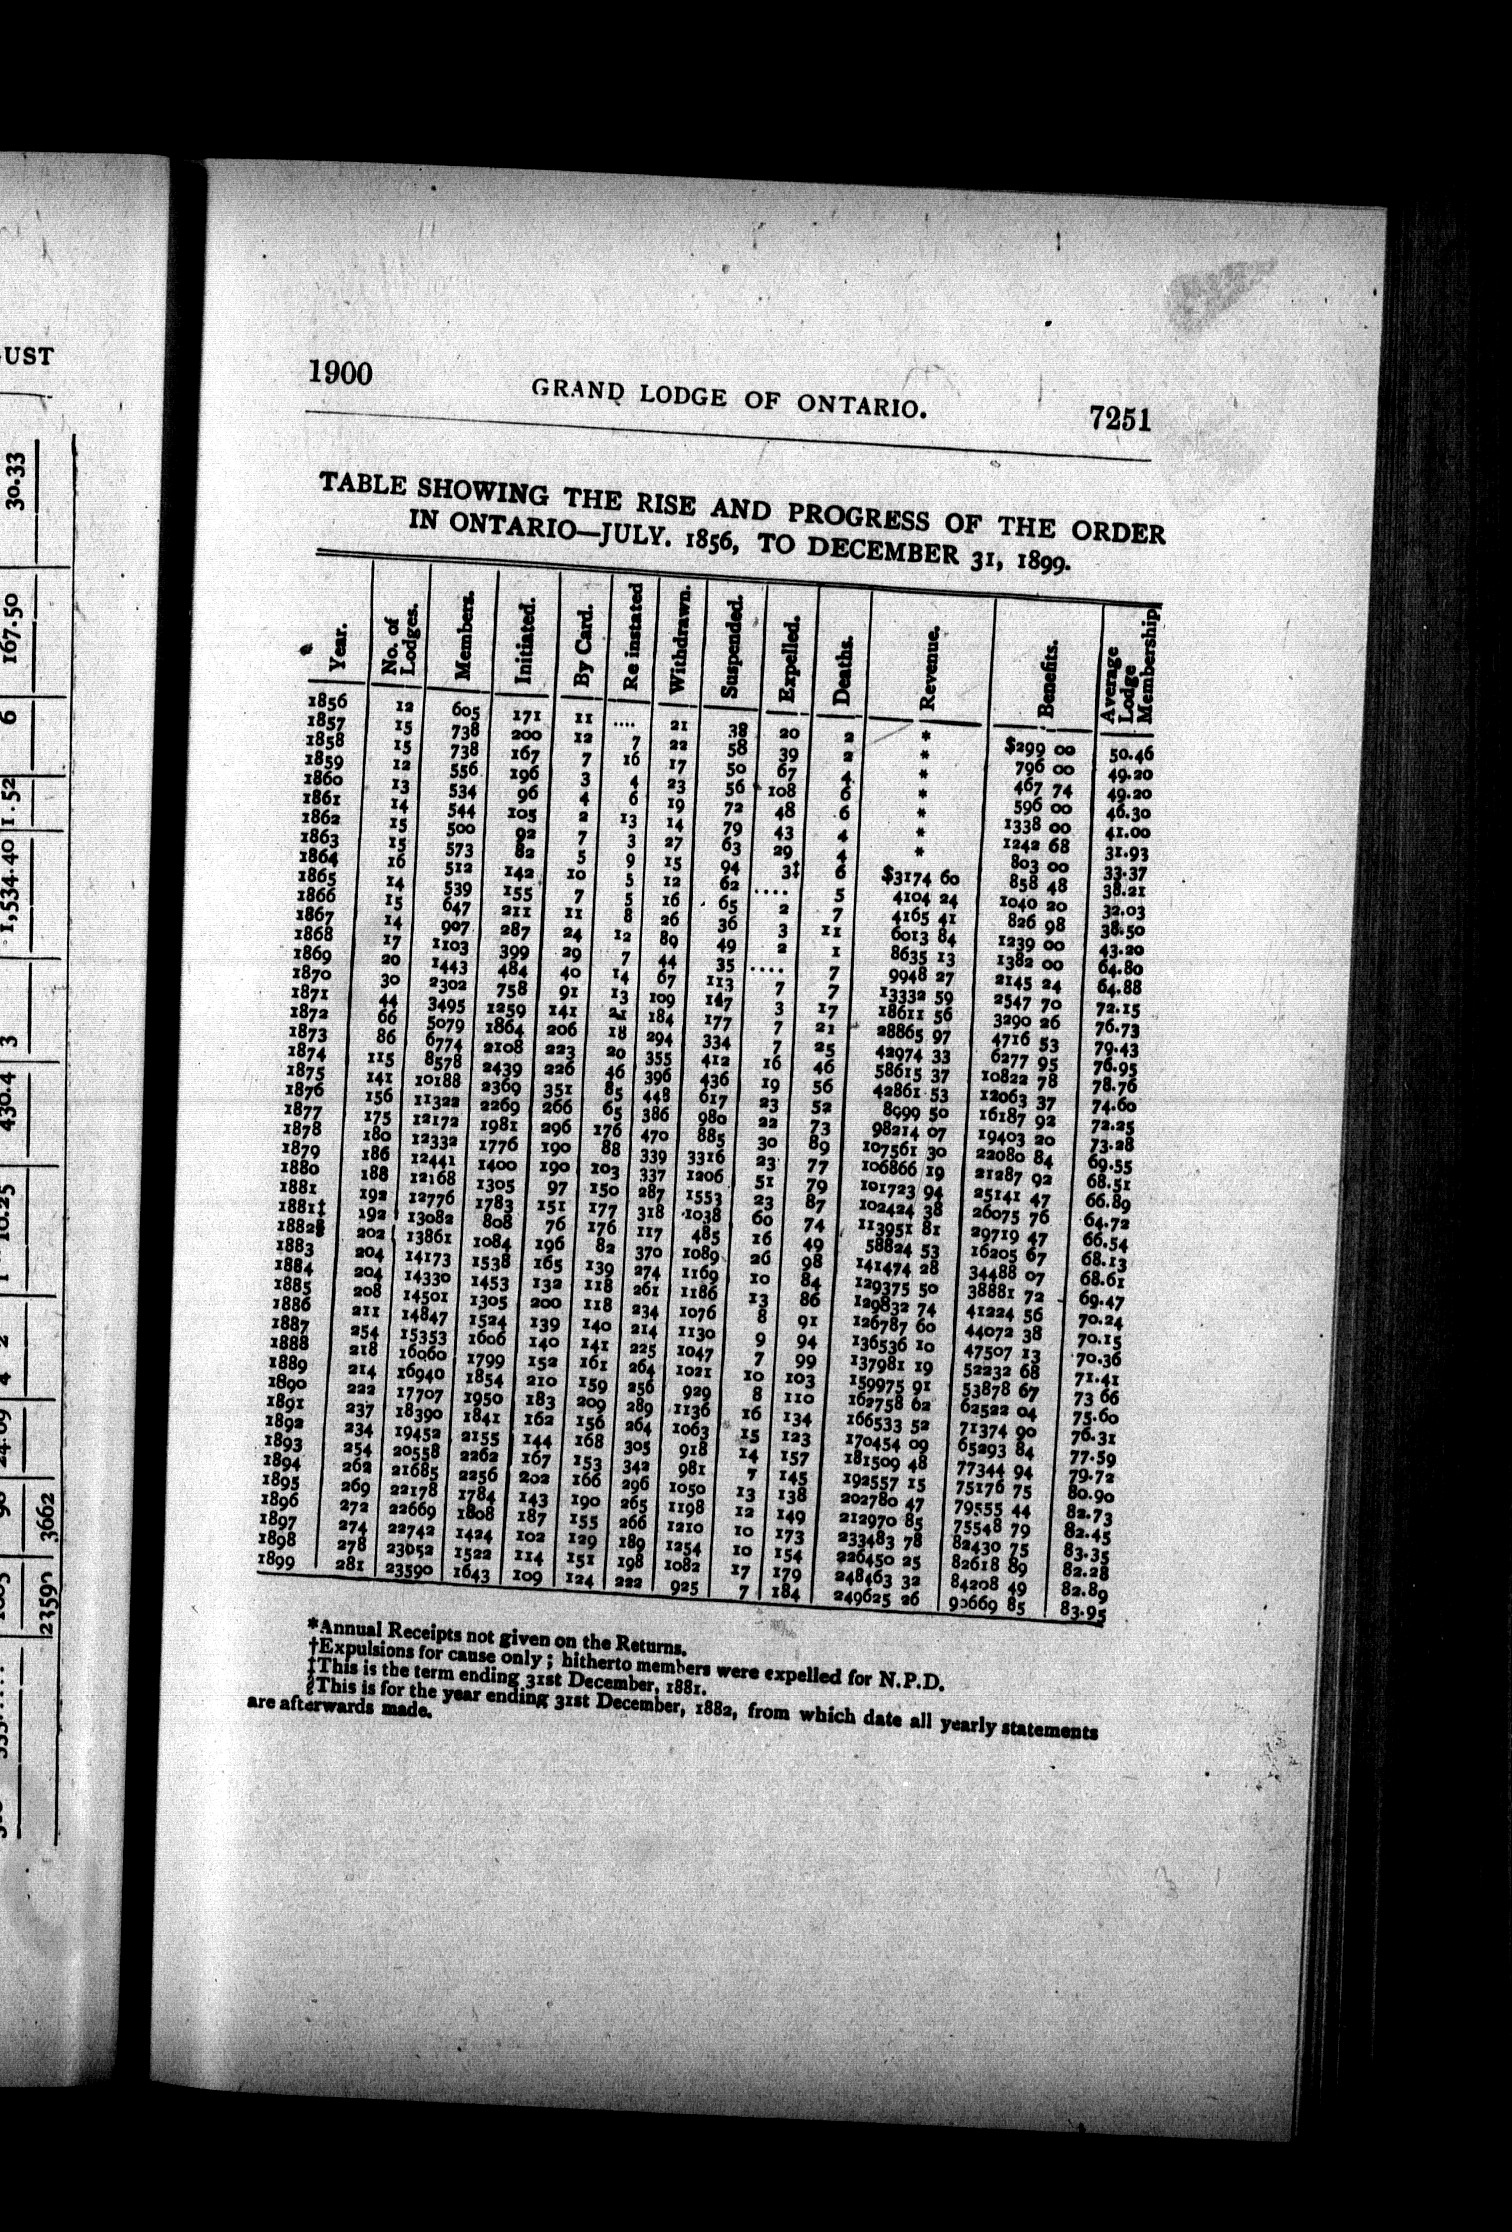 UST
30.33
167.50
6
1.52
1,534.40
3
430.4
10.25
2
4
3662
23590
1900 GRAND LODGE OF ONTARIO. 7251
TABLE SHOWING THE RISE AND PROGRESS OF THE ORDER
IN ONTARIO—JULY. 1856, TO DECEMBER 31, 1899.
Year. No. of Lodges. Members. Initiated. By Card. Re instated Withdrawn. Suspended. Expelled. Deaths. Revenue. Benefits. Average Lodge Membership
1856 12 605 171 11 .... 21 38 20 2 * $299 00 50.46
1857 15 738 200 12 7 22 58 39 2 * 796 00 49.20
1858 15 738 167 7 16 17 50 67 4 * 467 74 49.20
1859 12 556 196 3 4 23 56 108 6 * 596 00 46.30
1860 13 534 96 4 6 19 72 48 6 * 1338 00 41.00
1861 14 544 105 2 13 14 79 43 4 * 1242 68 31.93
1862 15 500 92 7 3 27 63 29 4 * 803 00 33.37
1863 15 573 82 5 9 15 94 3‡ 6 $3174 60 858 48 38.21
1864 16 512 142 10 5 12 62 .... 5 4104 24 1040 20 32.03
1865 14 539 155 7 5 16 65 2 7 4165 41 826 98 38.50
1866 15 647 211 11 8 26 36 3 11 6013 84 1239 00 43.20
1867 14 907 287 24 12 89 49 2 1 8635 13 1382 00 64.80
1868 17 1103 399 29 7 44 35 .... 7 9948 27 2145 24 64.88
1869 20 1443 484 40 14 67 113 7 7 13332 59 2547 70 72.15
1870 30 2302 758 91 13 109 147 3 17 18611 56 3290 26 76.73
1871 44 3495 1259 141 21 184 177 7 21 28865 97 4716 53 79.43
1872 66 5079 1864 206 18 294 334 7 25 42974 33 6277 95 76.95
1873 86 6774 2108 223 20 355 412 16 46 58615 37 10822 78 78.76
1874 115 8578 2439 226 46 396 436 19 56 42861 53 12063 37 74.60
1875 141 10188 2369 351 85 448 617 23 52 8999 50 16187 92 72.25
1876 156 11322 2269 266 65 386 980 22 73 98214 07 19403 20 73.28
1877 175 12172 1981 296 176 470 885 30 89 107561 30 22080 84 69.55
1878 180 12332 1776 190 88 339 3316 23 77 106866 19 21287 92 68.51
1879 186 12441 1400 190 103 337 1206 51 79 101723 94 25141 47 66.89
1880 188 12168 1305 97 150 287 1553 23 87 102424 38 26075 76 64.72
1881 192 12776 1783 151 177 318 1038 60 74 113951 81 29719 47 66.54
1881‡ 192 13082 808 76 176 117 485 16 49 58824 53 16205 67 68.13
1882§ 202 13861 1084 196 82 370 1089 26 98 141474 28 34488 07 68.61
1883 204 14173 1538 165 139 274 1169 10 84 129375 50 38881 72 69.47
1884 204 14330 1453 132 118 261 1186 13 86 129832 74 41224 56 70.24
1885 208 14501 1305 200 118 234 1076 8 91 126787 60 44072 38 70.15
1886 211 14847 1524 139 140 214 1130 9 94 136536 10 47507 13 70.36
1887 254 15353 1606 140 141 225 1047 7 99 137981 19 52232 68 71.41
1888 218 16060 1799 152 161 264 1021 10 103 159975 91 53878 67 73 66
1889 214 16940 1854 210 159 256 929 8 110 162758 62 62522 04 75.60
1890 222 17707 1950 183 209 289 1136 16 134 166533 52 71374 90 76.31
1891 237 18390 1841 162 156 264 1063 15 123 170454 09 65293 84 77.59
1892 234 19452 2155 144 168 305 918 14 157 181509 48 77344 94 79.72
1893 254 20558 2262 167 153 342 981 7 145 192557 15 75176 75 80.90
1894 262 21685 2256 202 166 296 1050 13 138 202780 47 79555 44 82.73
1895 269 22178 1784 143 190 265 1198 12 149 212970 85 75548 79 82.45
1896 272 22669 1808 187 155 266 1210 10 173 233483 78 82430 75 83.35
1897 274 22742 1424 102 129 189 1254 10 154 226450 25 82618 89 82.28
1898 278 23052 1522 114 151 198 1082 17 179 248463 32 84208 49 82.89
1899 281 23590 1643 109 124 222 925 7 184 249625 26 90669 85 83.95
*Annual Receipts not given on the Returns.
†Expulsions for cause only; hitherto members were expelled for N.P.D.
‡This is the term ending 31st December, 1881.
§This is for the year ending 31st December, 1882, from which date all yearly statements
are afterwards made.